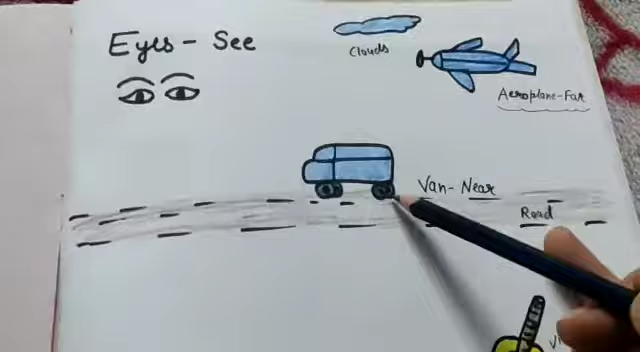 Eyes - See
Clouds
Aeroplane-Far
Van- Near
Road